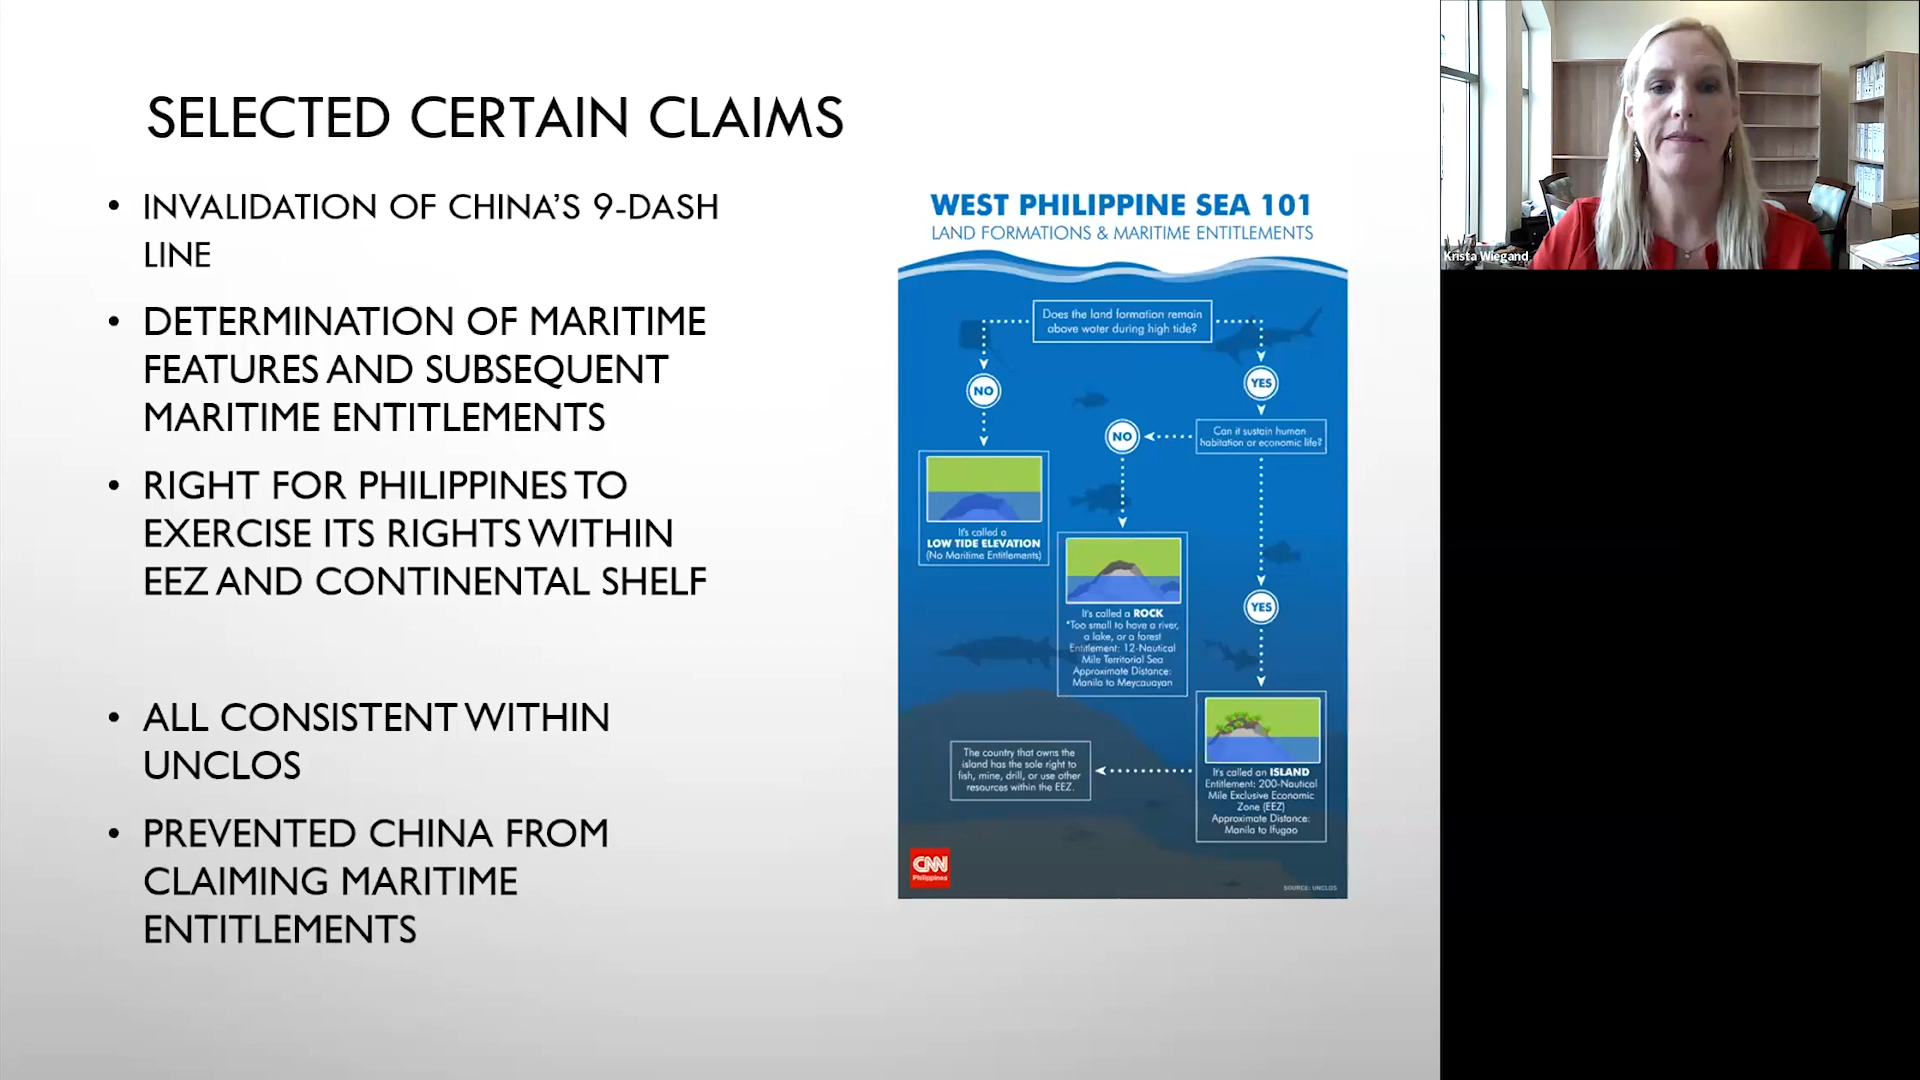 SELECTED CERTAIN CLAIMS
• INVALIDATION OF CHINA'S 9-DASH
LINE
• DETERMINATION OF MARITIME
FEATURES AND SUBSEQUENT
MARITIME ENTITLEMENTS
• RIGHT FOR PHILIPPINES TO
EXERCISE ITS RIGHTS WITHIN
EEZ AND CONTINENTAL SHELF
• ALL CONSISTENT WITHIN
UNCLOS
• PREVENTED CHINA FROM
CLAIMING MARITIME
ENTITLEMENTS
WEST PHILIPPINE SEA 101
LAND FORMATIONS & MARITIME ENTITLEMENTS
Does the land formation remain
above water during high tide?
NO
YES
Can it sustain human
habitation or economic life?
NO
It's called a
LOW TIDE ELEVATION
(No Maritime Entitlements)
It's called a ROCK
*Too small to have a river,
a lake, or a forest
Entitlement: 12-Nautical
Mile Territorial Sea
Approximate Distance:
Manila to Meycauayan
YES
It's called an ISLAND
Entitlement: 200-Nautical
Mile Exclusive Economic
Zone (EEZ)
Approximate Distance:
Manila to Ifugao
The country that owns the
island has the sole right to
fish, mine, drill, or use other
resources within the EEZ.
CNN
Philippines
SOURCE: UNCLOS
Krista Wiegand